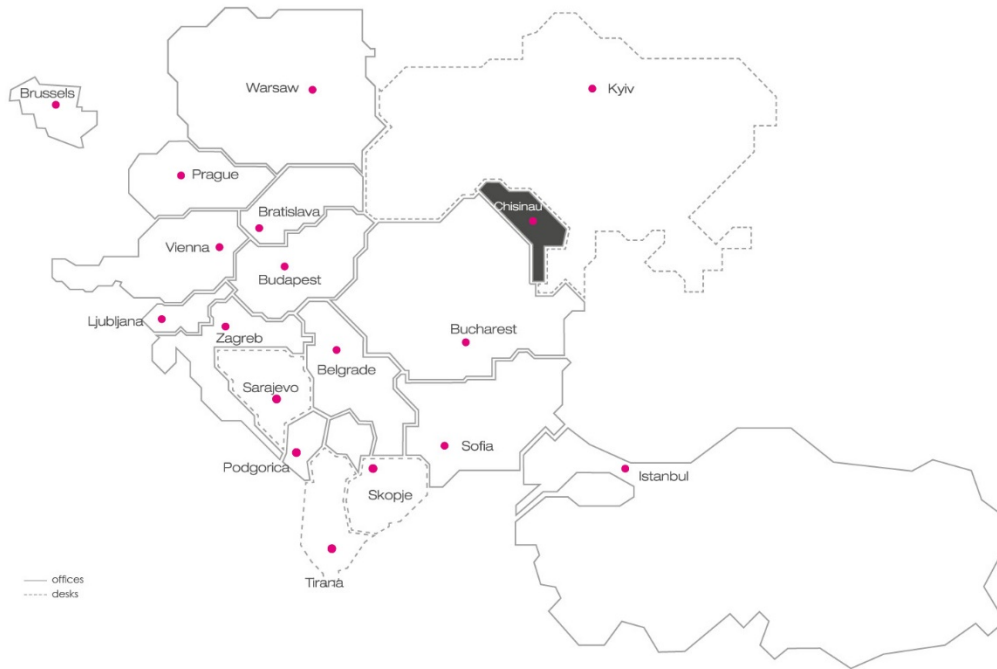 Warsaw
Kyiv
Brussels
Prague
Bratislava
Chisinau
Vienna
Budapest
Ljubljana
Zagreb
Bucharest
Belgrade
Sarajevo
Sofia
Podgorica
Skopje
Istanbul
Tirana
offices
desks